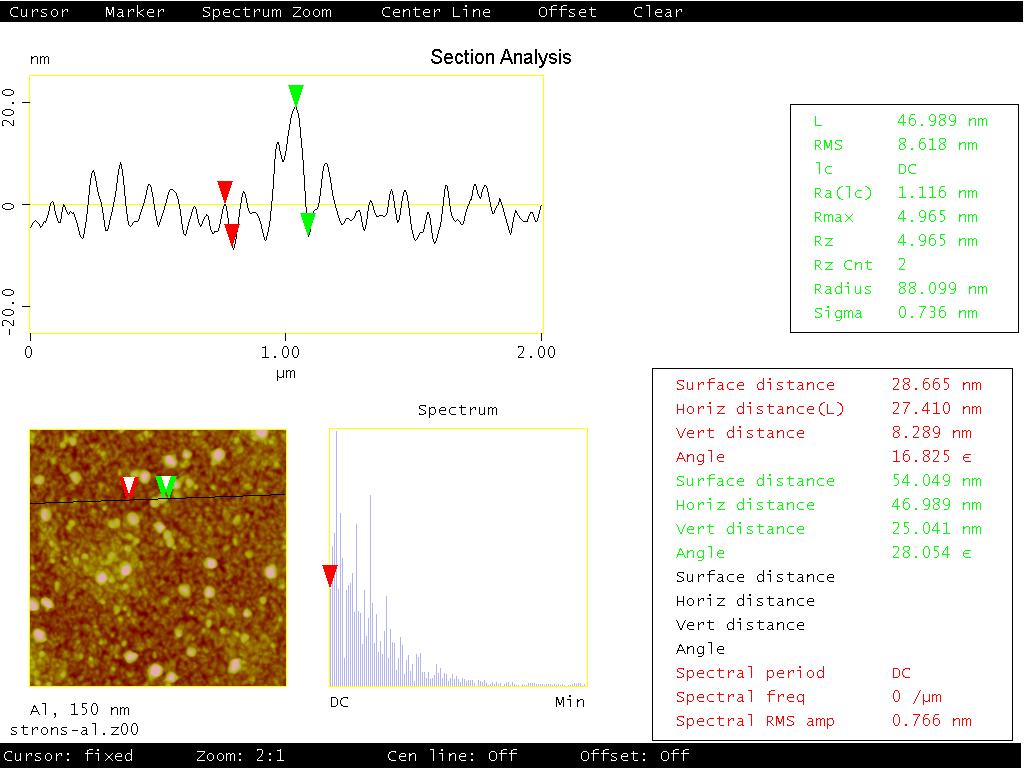 Cursor Marker Spectrum Zoom Center Line Offset Clear
Section Analysis
nm
20.0
0
-20.0
0 1.00 2.00
µm
L 46.989 nm
RMS 8.618 nm
lc DC
Ra(lc) 1.116 nm
Rmax 4.965 nm
Rz 4.965 nm
Rz Cnt 2
Radius 88.099 nm
Sigma 0.736 nm
Surface distance 28.665 nm
Horiz distance(L) 27.410 nm
Vert distance 8.289 nm
Angle 16.825 є
Surface distance 54.049 nm
Horiz distance 46.989 nm
Vert distance 25.041 nm
Angle 28.054 є
Surface distance
Horiz distance
Vert distance
Angle
Spectral period DC
Spectral freq 0 /µm
Spectral RMS amp 0.766 nm
Spectrum
DC Min
Al, 150 nm
strons-al.z00
Cursor: fixed Zoom: 2:1 Cen line: Off Offset: Off